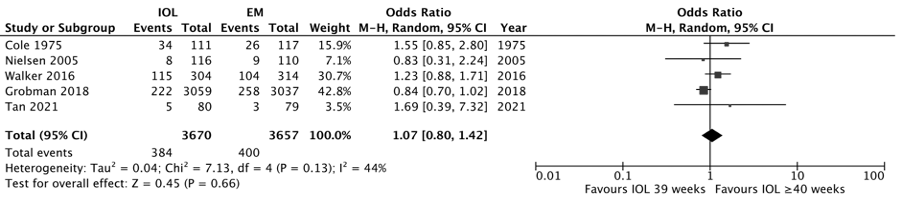 IOL EM Odds Ratio Odds Ratio
Study or Subgroup Events Total Events Total Weight M-H, Random, 95% CI Year M-H, Random, 95% CI
Cole 1975 34 111 26 117 15.9% 1.55 [0.85, 2.80] 1975
Nielsen 2005 8 116 9 110 7.1% 0.83 [0.31, 2.24] 2005
Walker 2016 115 304 104 314 30.7% 1.23 [0.88, 1.71] 2016
Grobman 2018 222 3059 258 3037 42.8% 0.84 [0.70, 1.02] 2018
Tan 2021 5 80 3 79 3.5% 1.69 [0.39, 7.32] 2021
Total (95% CI) 3670 3657 100.0% 1.07 [0.80, 1.42]
Total events 384 400
Heterogeneity: Tau² = 0.04; Chi² = 7.13, df = 4 (P = 0.13); I² = 44%
Test for overall effect: Z = 0.45 (P = 0.66)
0.01 0.1 1 10 100
Favours IOL 39 weeks Favours IOL ≥40 weeks